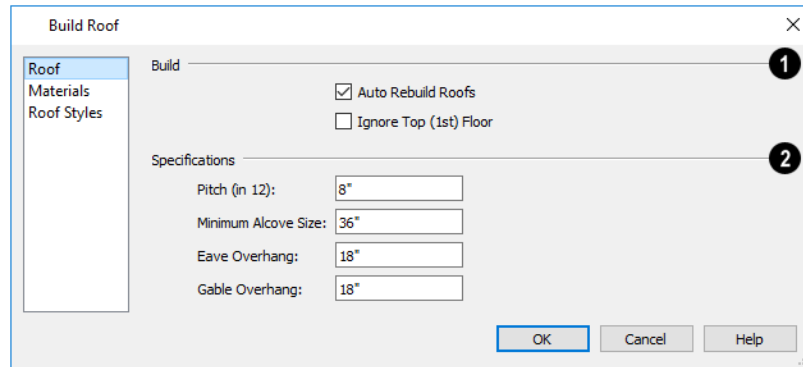 Build Roof
Roof
Materials
Roof Styles
Build
1
Auto Rebuild Roofs
Ignore Top (1st) Floor
Specifications
2
Pitch (in 12): 8"
Minimum Alcove Size: 36"
Eave Overhang: 18"
Gable Overhang: 18"
OK Cancel Help